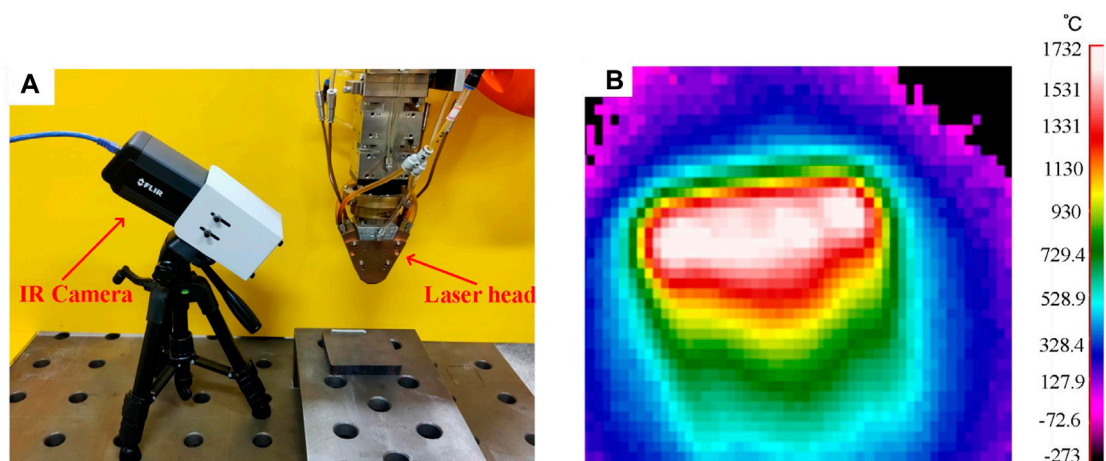 A
FLIR
IR Camera
Laser head
B
°C
1732
1531
1331
1130
930
729.4
528.9
328.4
127.9
-72.6
-273